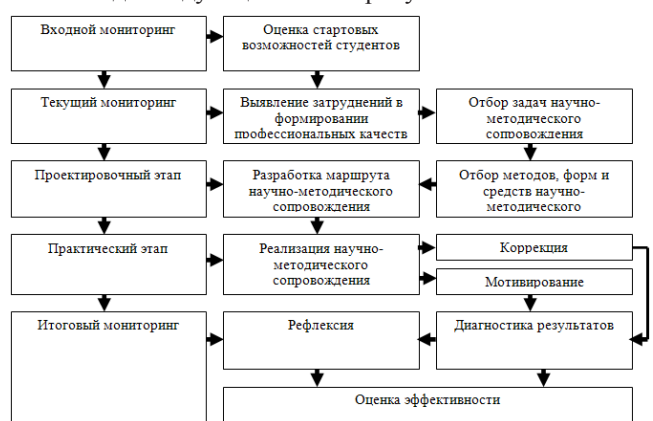 Входной мониторинг
Оценка стартовых
возможностей студентов
Текущий мониторинг
Выявление затруднений в
формировании
профессиональных качеств
Отбор задач научно-
методического
сопровождения
Проектировочный этап
Разработка маршрута
научно-методического
сопровождения
Отбор методов, форм и
средств научно-
методического
Практический этап
Реализация научно-
методического
сопровождения
Коррекция
Мотивирование
Итоговый мониторинг
Рефлексия
Диагностика результатов
Оценка эффективности